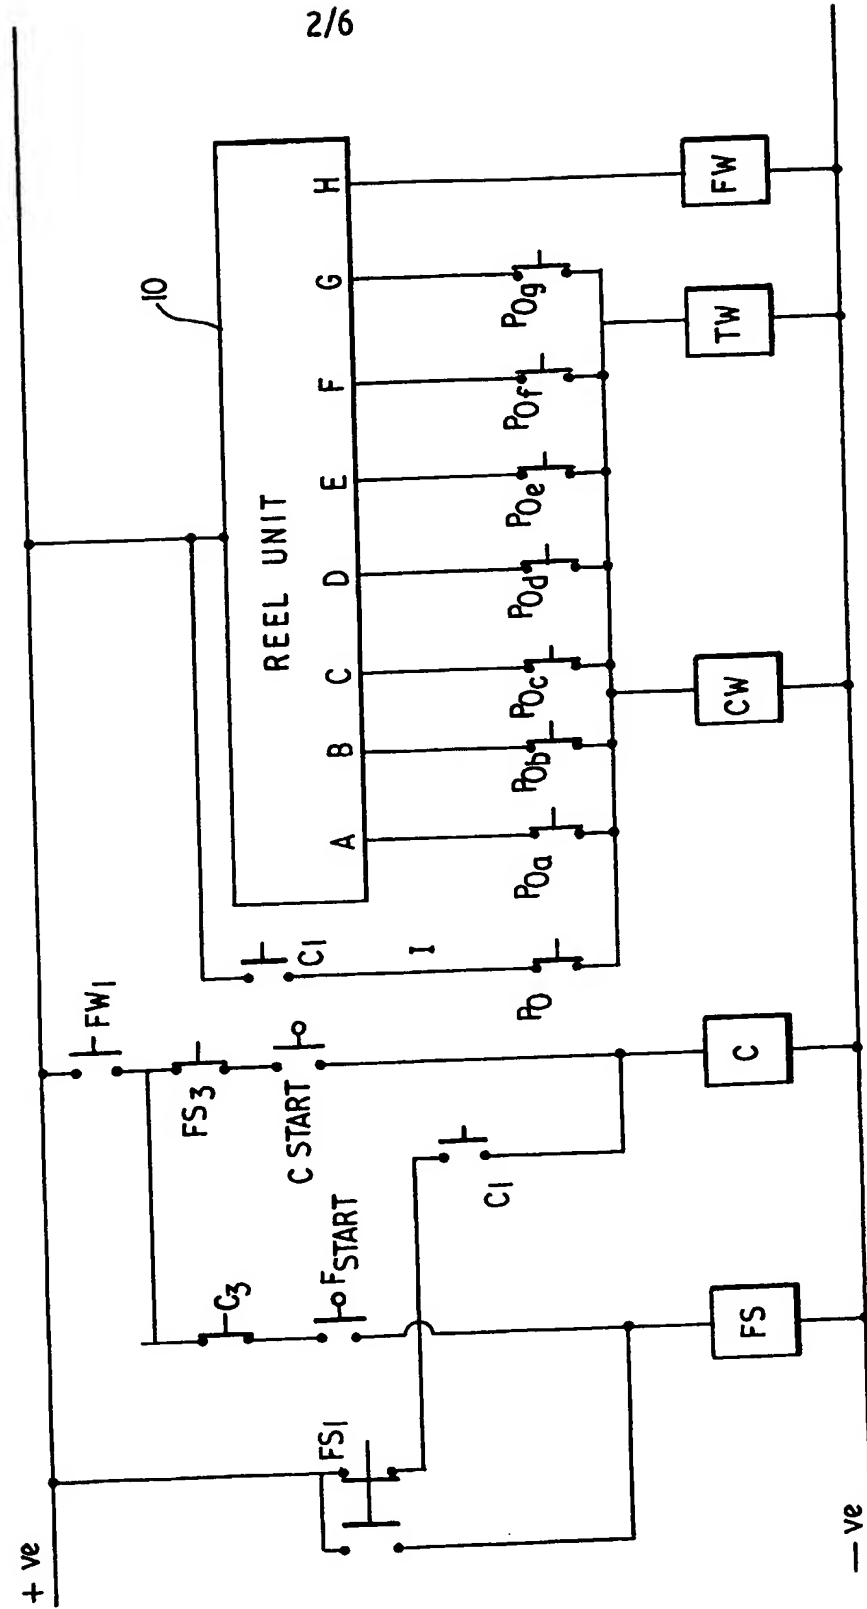 2/6
+ ve
10
REEL UNIT
A B C D E F G H
FW1
FS3
C START
C3
FSTART
FS1
C1
C1
I
P0
P0a
P0b
P0c
P0d
P0e
P0f
P0g
FS
C
CW
TW
FW
− ve